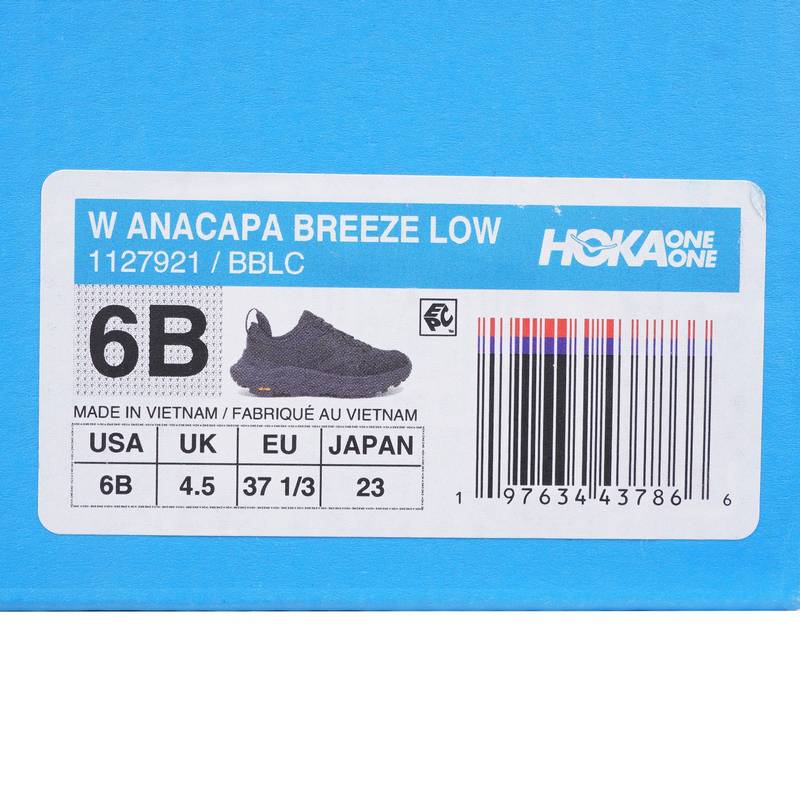 W ANACAPA BREEZE LOW
1127921 / BBLC
HOKA ONE ONE
6B
EPC
MADE IN VIETNAM / FABRIQUÉ AU VIETNAM
USA UK EU JAPAN
6B 4.5 37 1/3 23
1 97634 43786 6